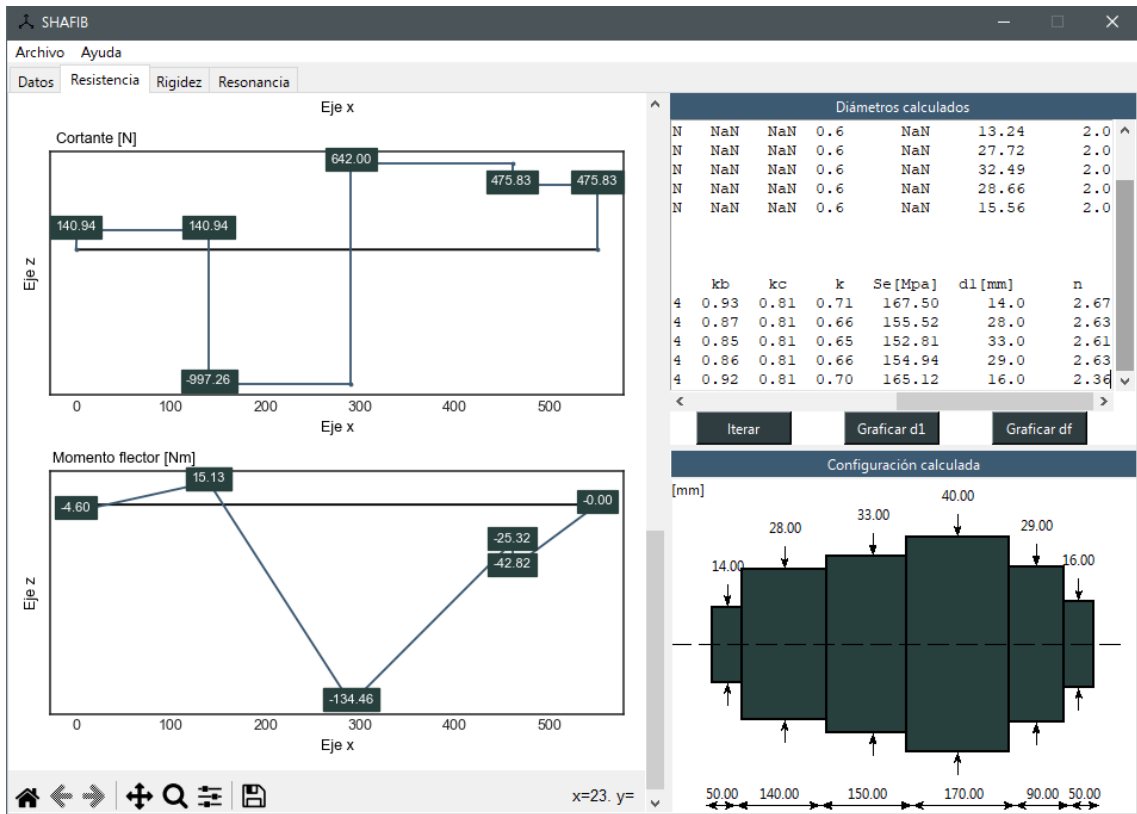 SHAFIB
Archivo Ayuda
Datos Resistencia Rigidez Resonancia
Eje x
Cortante [N]
642.00
475.83 475.83
140.94 140.94
-997.26
Eje z
0 100 200 300 400 500
Eje x
Momento flector [Nm]
15.13
-4.60
-0.00
-25.32
-42.82
-134.46
Eje z
0 100 200 300 400 500
Eje x
x=23. y=
Diámetros calculados
N NaN NaN 0.6 NaN 13.24 2.0
N NaN NaN 0.6 NaN 27.72 2.0
N NaN NaN 0.6 NaN 32.49 2.0
N NaN NaN 0.6 NaN 28.66 2.0
N NaN NaN 0.6 NaN 15.56 2.0
kb kc k Se[Mpa] d1[mm] n
4 0.93 0.81 0.71 167.50 14.0 2.67
4 0.87 0.81 0.66 155.52 28.0 2.63
4 0.85 0.81 0.65 152.81 33.0 2.61
4 0.86 0.81 0.66 154.94 29.0 2.63
4 0.92 0.81 0.70 165.12 16.0 2.36
Iterar Graficar d1 Graficar df
Configuración calculada
[mm]
14.00 28.00 33.00 40.00 29.00 16.00
50.00 140.00 150.00 170.00 90.00 50.00